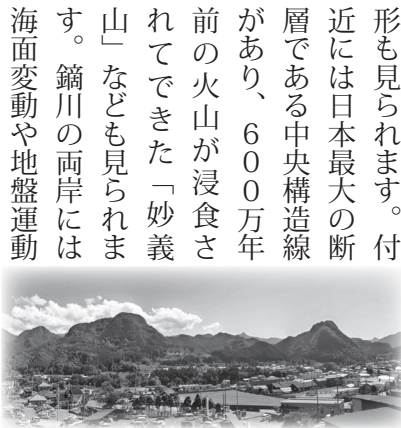 形も見られます。付
近には日本最大の断
層である中央構造線
があり、６００万年
前の火山が浸食さ
れてできた「妙義
山」なども見られま
す。鏑川の両岸には
海面変動や地盤運動